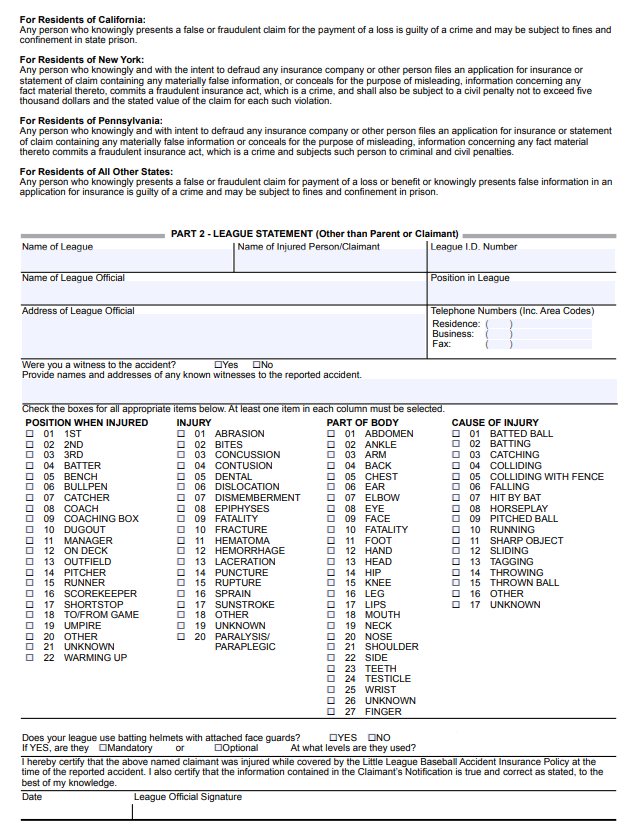 For Residents of California:
Any person who knowingly presents a false or fraudulent claim for the payment of a loss is guilty of a crime and may be subject to fines and
confinement in state prison.
For Residents of New York:
Any person who knowingly and with the intent to defraud any insurance company or other person files an application for insurance or
statement of claim containing any materially false information, or conceals for the purpose of misleading, information concerning any
fact material thereto, commits a fraudulent insurance act, which is a crime, and shall also be subject to a civil penalty not to exceed five
thousand dollars and the stated value of the claim for each such violation.
For Residents of Pennsylvania:
Any person who knowingly and with intent to defraud any insurance company or other person files an application for insurance or statement
of claim containing any materially false information or conceals for the purpose of misleading, information concerning any fact material
thereto commits a fraudulent insurance act, which is a crime and subjects such person to criminal and civil penalties.
For Residents of All Other States:
Any person who knowingly presents a false or fraudulent claim for payment of a loss or benefit or knowingly presents false information in an
application for insurance is guilty of a crime and may be subject to fines and confinement in prison.
PART 2 - LEAGUE STATEMENT (Other than Parent or Claimant)
Name of League
Name of Injured Person/Claimant
League I.D. Number
Name of League Official
Position in League
Address of League Official
Telephone Numbers (Inc. Area Codes)
Residence: ( )
Business: ( )
Fax: ( )
Were you a witness to the accident? ☐Yes ☐No
Provide names and addresses of any known witnesses to the reported accident.
Check the boxes for all appropriate items below. At least one item in each column must be selected.
POSITION WHEN INJURED
☐ 01 1ST
☐ 02 2ND
☐ 03 3RD
☐ 04 BATTER
☐ 05 BENCH
☐ 06 BULLPEN
☐ 07 CATCHER
☐ 08 COACH
☐ 09 COACHING BOX
☐ 10 DUGOUT
☐ 11 MANAGER
☐ 12 ON DECK
☐ 13 OUTFIELD
☐ 14 PITCHER
☐ 15 RUNNER
☐ 16 SCOREKEEPER
☐ 17 SHORTSTOP
☐ 18 TO/FROM GAME
☐ 19 UMPIRE
☐ 20 OTHER
☐ 21 UNKNOWN
☐ 22 WARMING UP
INJURY
☐ 01 ABRASION
☐ 02 BITES
☐ 03 CONCUSSION
☐ 04 CONTUSION
☐ 05 DENTAL
☐ 06 DISLOCATION
☐ 07 DISMEMBERMENT
☐ 08 EPIPHYSES
☐ 09 FATALITY
☐ 10 FRACTURE
☐ 11 HEMATOMA
☐ 12 HEMORRHAGE
☐ 13 LACERATION
☐ 14 PUNCTURE
☐ 15 RUPTURE
☐ 16 SPRAIN
☐ 17 SUNSTROKE
☐ 18 OTHER
☐ 19 UNKNOWN
☐ 20 PARALYSIS/
PARAPLEGIC
PART OF BODY
☐ 01 ABDOMEN
☐ 02 ANKLE
☐ 03 ARM
☐ 04 BACK
☐ 05 CHEST
☐ 06 EAR
☐ 07 ELBOW
☐ 08 EYE
☐ 09 FACE
☐ 10 FATALITY
☐ 11 FOOT
☐ 12 HAND
☐ 13 HEAD
☐ 14 HIP
☐ 15 KNEE
☐ 16 LEG
☐ 17 LIPS
☐ 18 MOUTH
☐ 19 NECK
☐ 20 NOSE
☐ 21 SHOULDER
☐ 22 SIDE
☐ 23 TEETH
☐ 24 TESTICLE
☐ 25 WRIST
☐ 26 UNKNOWN
☐ 27 FINGER
CAUSE OF INJURY
☐ 01 BATTED BALL
☐ 02 BATTING
☐ 03 CATCHING
☐ 04 COLLIDING
☐ 05 COLLIDING WITH FENCE
☐ 06 FALLING
☐ 07 HIT BY BAT
☐ 08 HORSEPLAY
☐ 09 PITCHED BALL
☐ 10 RUNNING
☐ 11 SHARP OBJECT
☐ 12 SLIDING
☐ 13 TAGGING
☐ 14 THROWING
☐ 15 THROWN BALL
☐ 16 OTHER
☐ 17 UNKNOWN
Does your league use batting helmets with attached face guards? ☐YES ☐NO
If YES, are they ☐Mandatory or ☐Optional At what levels are they used?
I hereby certify that the above named claimant was injured while covered by the Little League Baseball Accident Insurance Policy at the
time of the reported accident. I also certify that the information contained in the Claimant's Notification is true and correct as stated, to the
best of my knowledge.
Date
League Official Signature